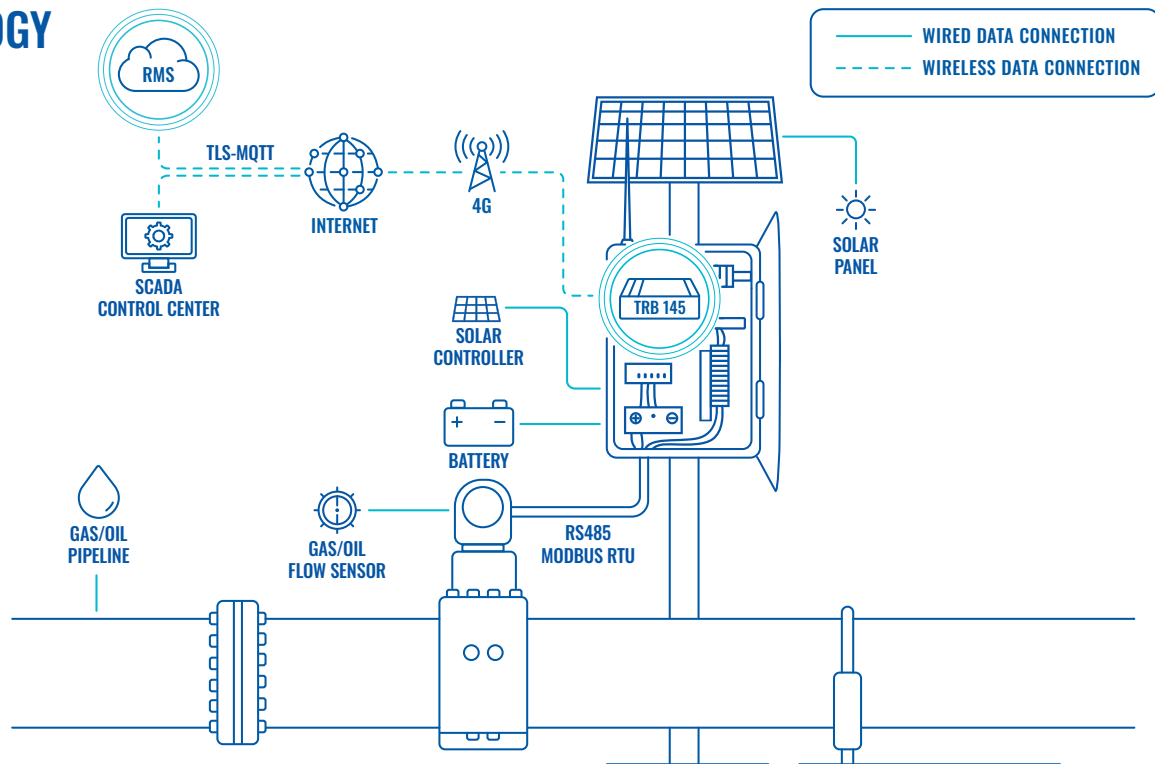 OGY
RMS
WIRED DATA CONNECTION
WIRELESS DATA CONNECTION
TLS-MQTT
INTERNET
4G
SCADA
CONTROL CENTER
SOLAR
PANEL
TRB 145
SOLAR
CONTROLLER
+ −
BATTERY
+ −
GAS/OIL
PIPELINE
GAS/OIL
FLOW SENSOR
RS485
MODBUS RTU